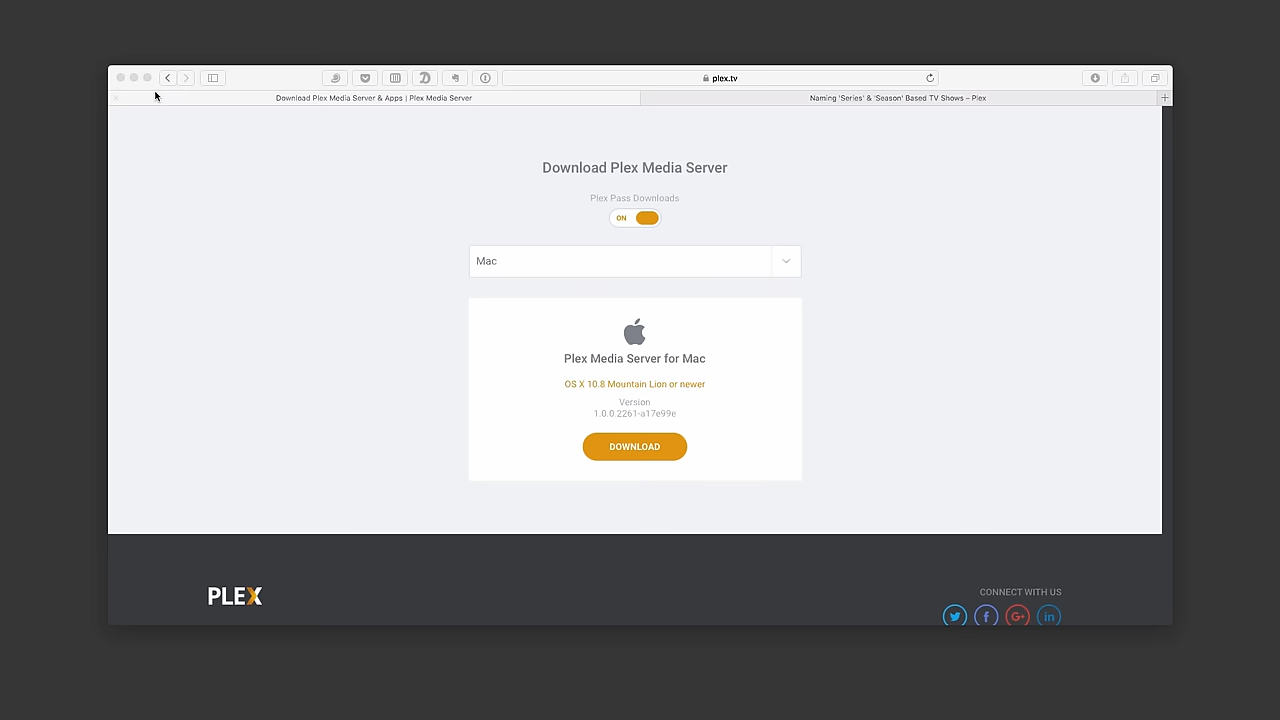 plex.tv
Download Plex Media Server & Apps | Plex Media Server
Naming 'Series' & 'Season' Based TV Shows – Plex
Download Plex Media Server
Plex Pass Downloads
ON
Mac
Plex Media Server for Mac
OS X 10.8 Mountain Lion or newer
Version
1.0.0.2261-a17e99e
DOWNLOAD
PLEX
CONNECT WITH US
f
G+
in